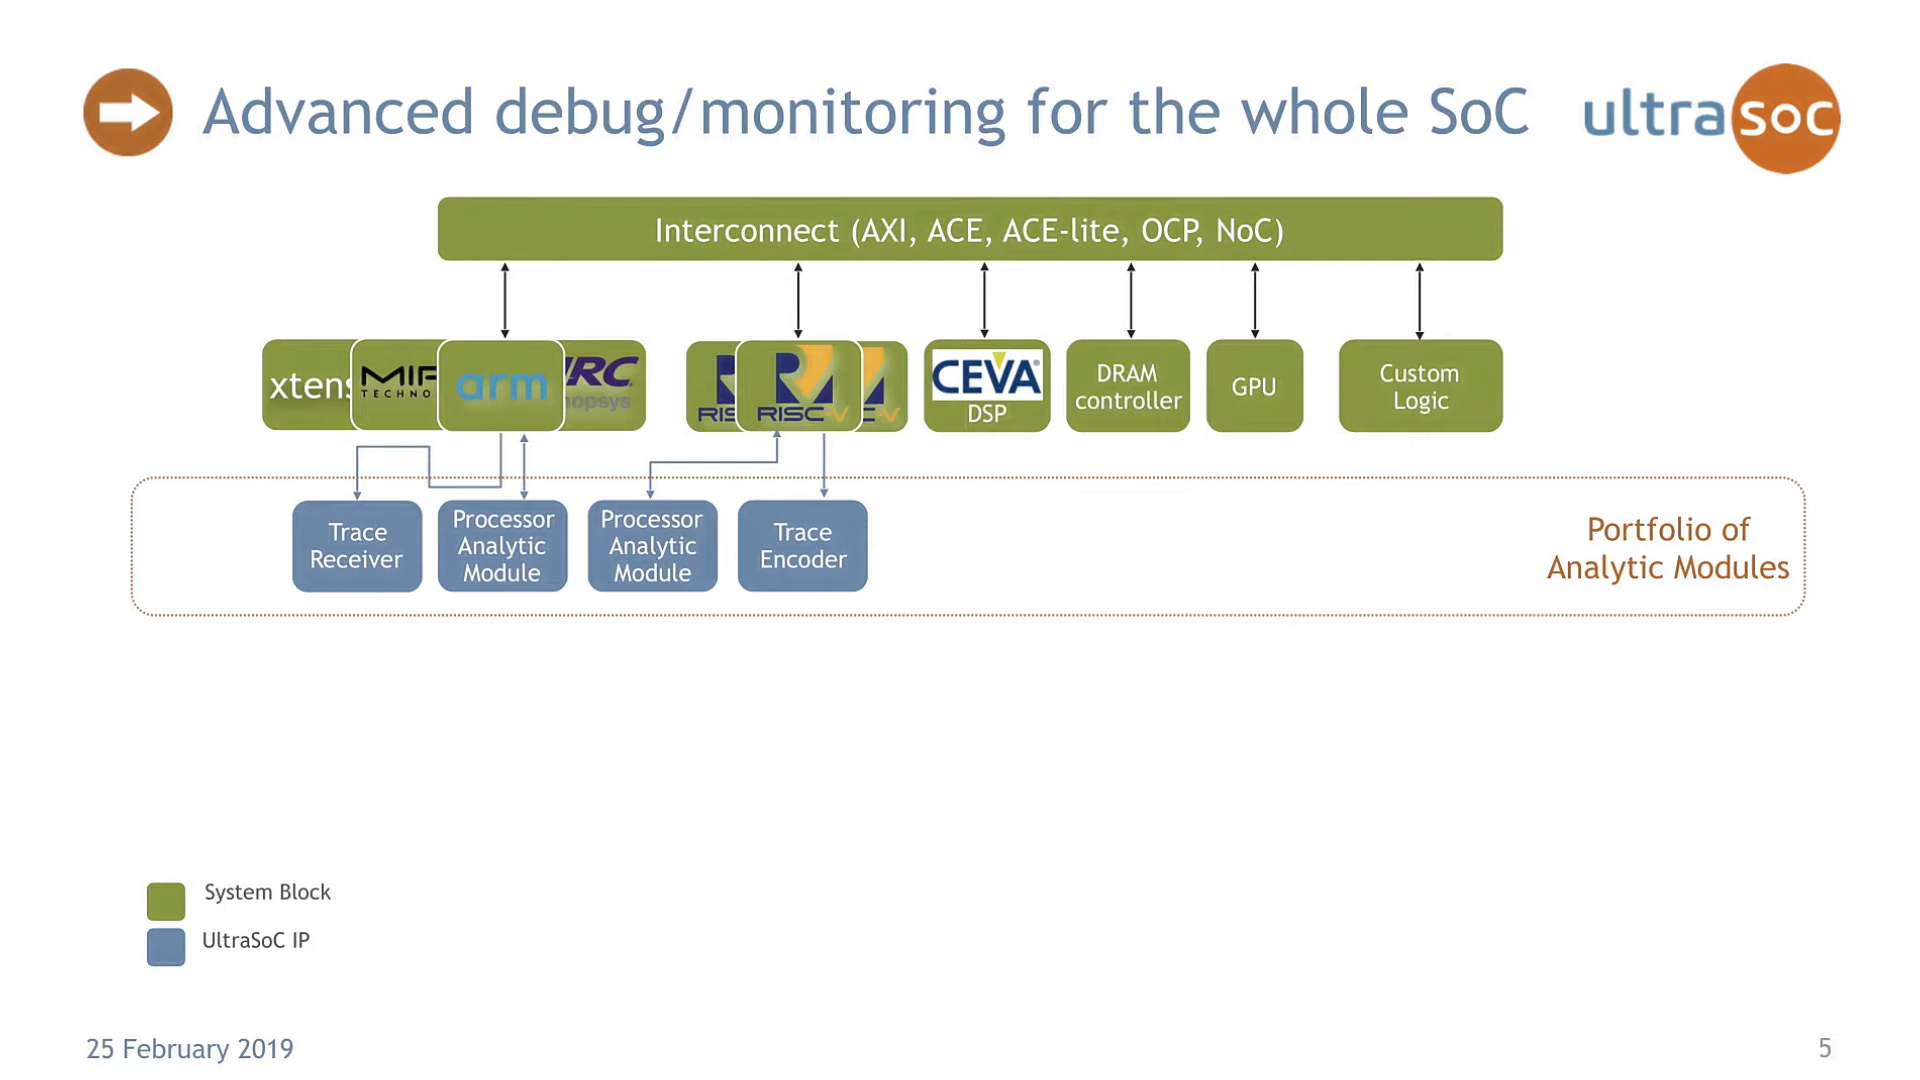 Advanced debug/monitoring for the whole SoC
ultrasoc
Interconnect (AXI, ACE, ACE-lite, OCP, NoC)
xtens
MIP
TECHNO
arm
RC
nopsys
RIS
RISC-V
C-V
CEVA®
DSP
DRAM
controller
GPU
Custom
Logic
Trace
Receiver
Processor
Analytic
Module
Processor
Analytic
Module
Trace
Encoder
Portfolio of
Analytic Modules
System Block
UltraSoC IP
25 February 2019
5